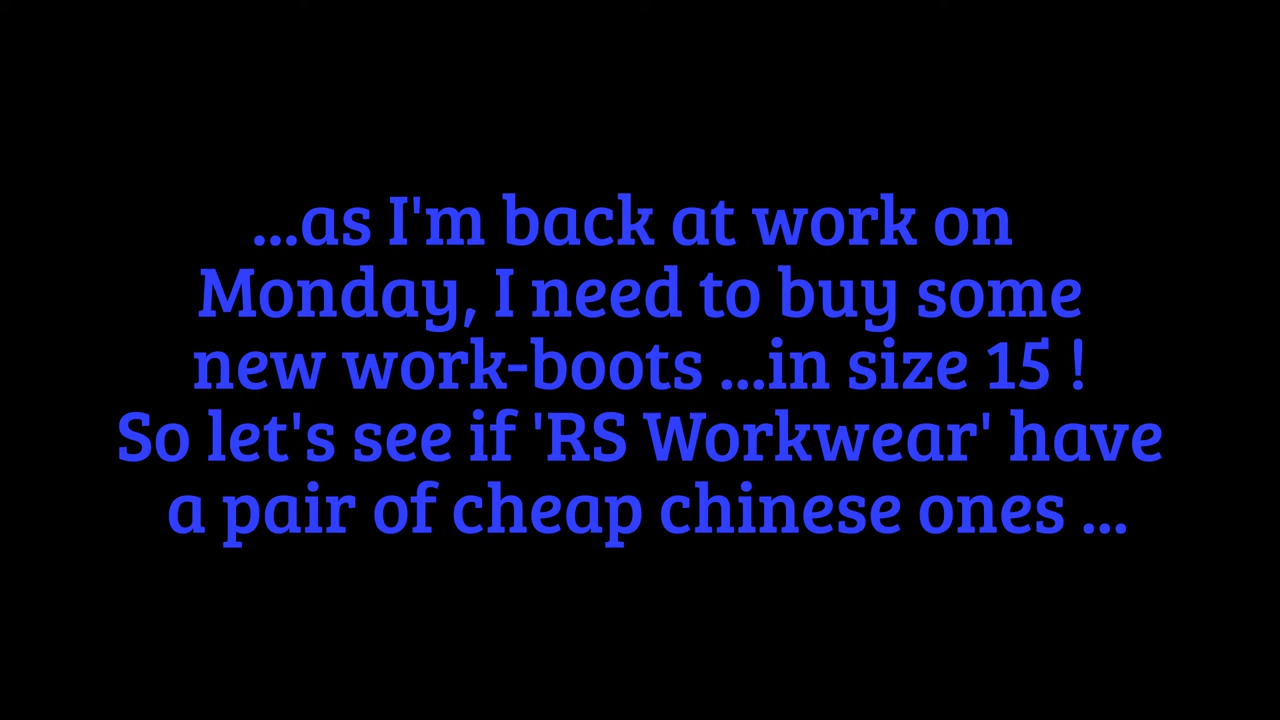 ...as I'm back at work on
Monday, I need to buy some
new work-boots ...in size 15 !
So let's see if 'RS Workwear' have
a pair of cheap chinese ones ...